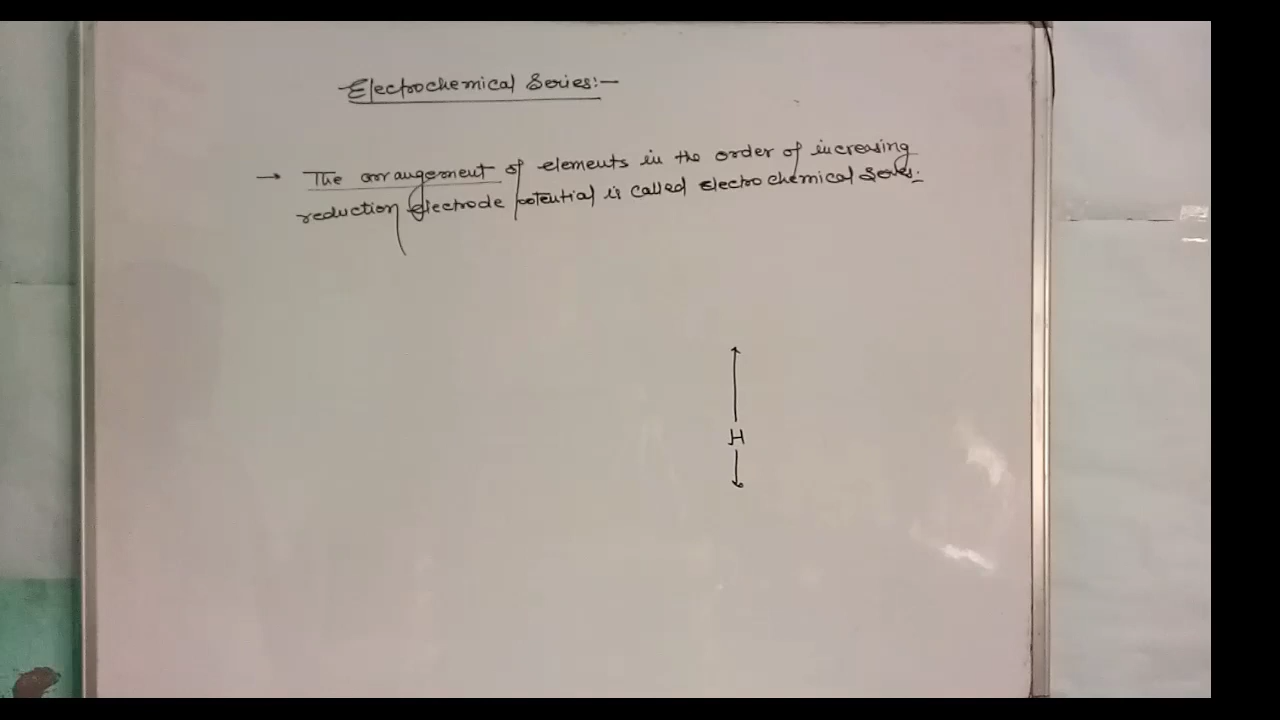 Electrochemical Series:-
→ The arrangement of elements in the order of increasing
reduction electrode potential is called electrochemical series.
H